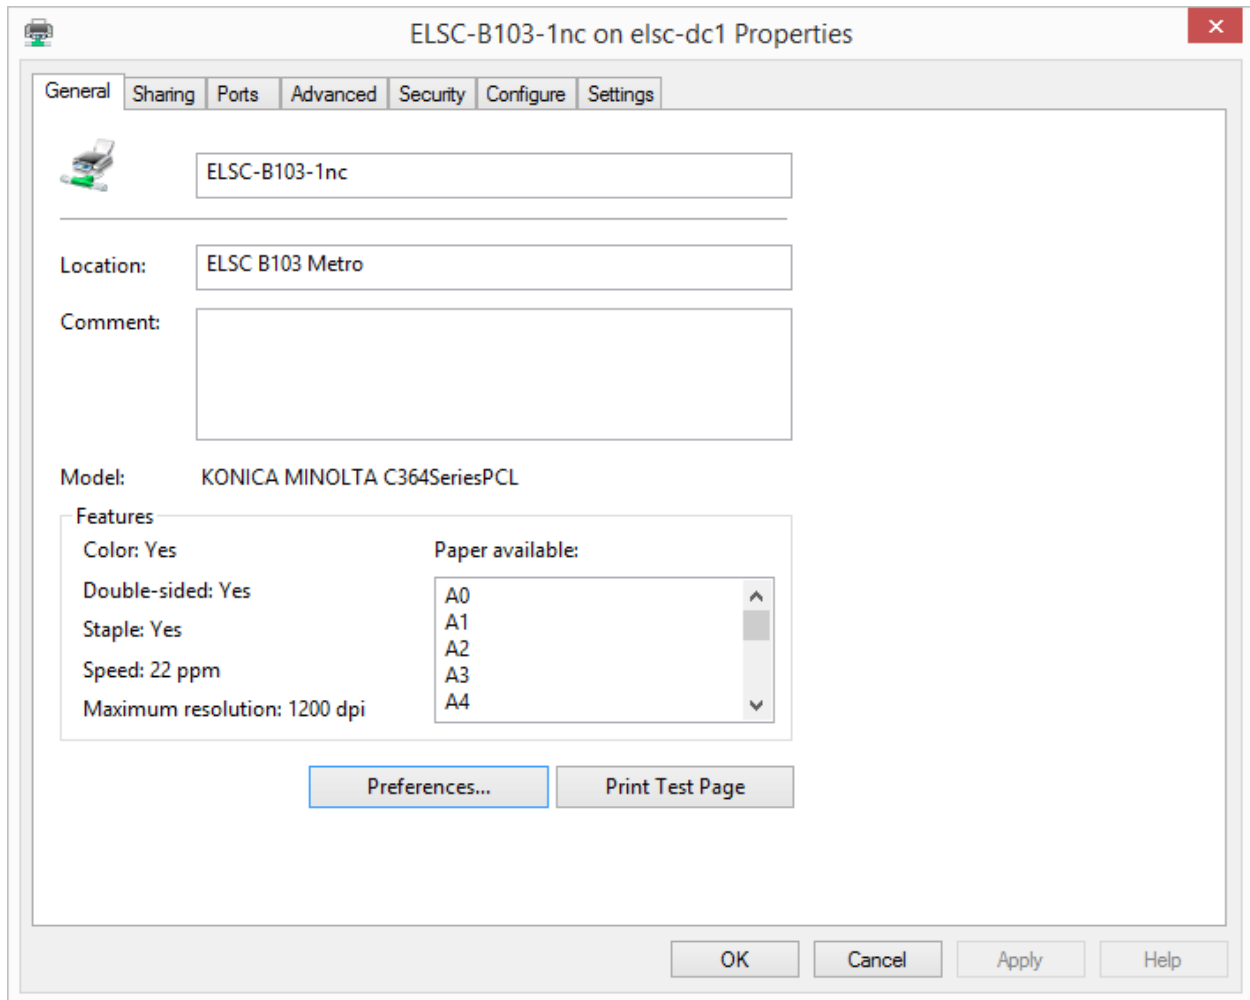 ELSC-B103-1nc on elsc-dc1 Properties
General Sharing Ports Advanced Security Configure Settings
ELSC-B103-1nc
Location: ELSC B103 Metro
Comment:
Model: KONICA MINOLTA C364SeriesPCL
Features
Color: Yes
Double-sided: Yes
Staple: Yes
Speed: 22 ppm
Maximum resolution: 1200 dpi
Paper available:
A0
A1
A2
A3
A4
Preferences... Print Test Page
OK Cancel Apply Help